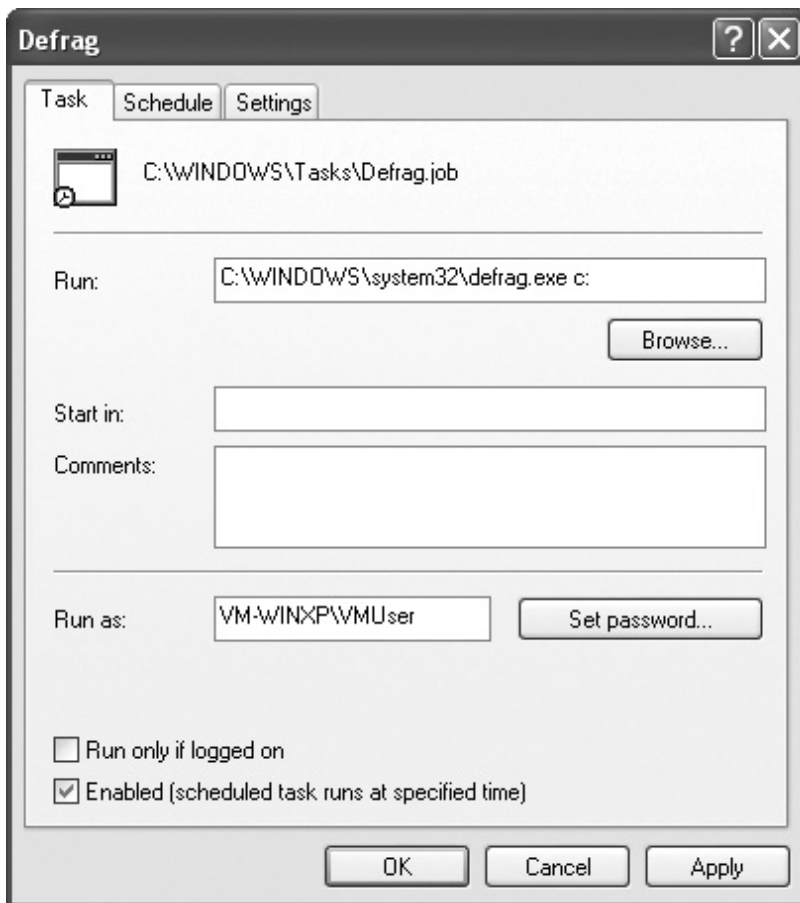 Defrag
Task Schedule Settings
C:\WINDOWS\Tasks\Defrag.job
Run: C:\WINDOWS\system32\defrag.exe c:
Browse...
Start in:
Comments:
Run as: VM-WINXP\VMUser Set password...
Run only if logged on
Enabled (scheduled task runs at specified time)
OK Cancel Apply